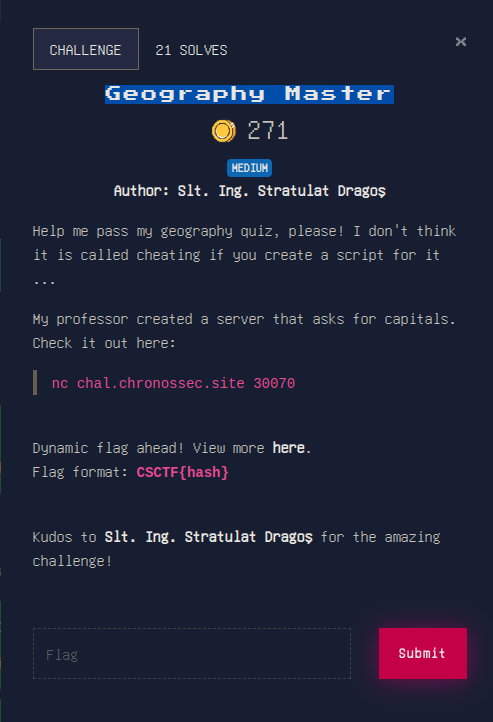 CHALLENGE
21 SOLVES
×
Geography Master
271
MEDIUM
Author: Slt. Ing. Stratulat Dragoș
Help me pass my geography quiz, please! I don't think
it is called cheating if you create a script for it
...
My professor created a server that asks for capitals.
Check it out here:
nc chal.chronossec.site 30070
Dynamic flag ahead! View more here.
Flag format: CSCTF{hash}
Kudos to Slt. Ing. Stratulat Dragoș for the amazing
challenge!
Flag
Submit